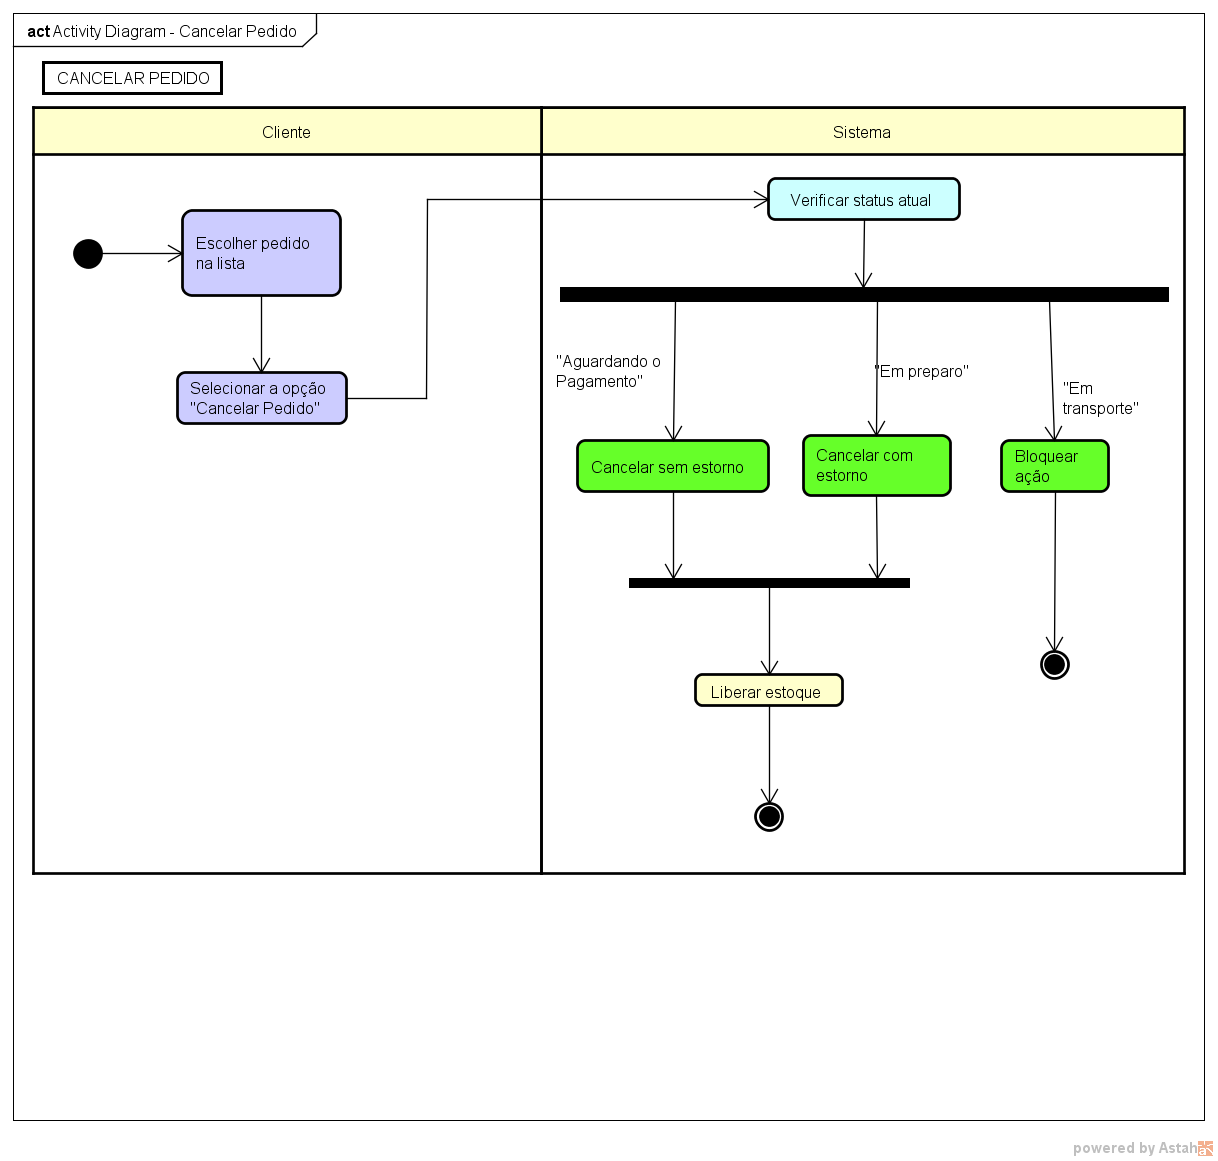 act Activity Diagram - Cancelar Pedido
CANCELAR PEDIDO
Cliente
Sistema
Escolher pedido
na lista
Selecionar a opção
"Cancelar Pedido"
Verificar status atual
"Aguardando o
Pagamento"
"Em preparo"
"Em
transporte"
Cancelar sem estorno
Cancelar com
estorno
Bloquear
ação
Liberar estoque
powered by Astah